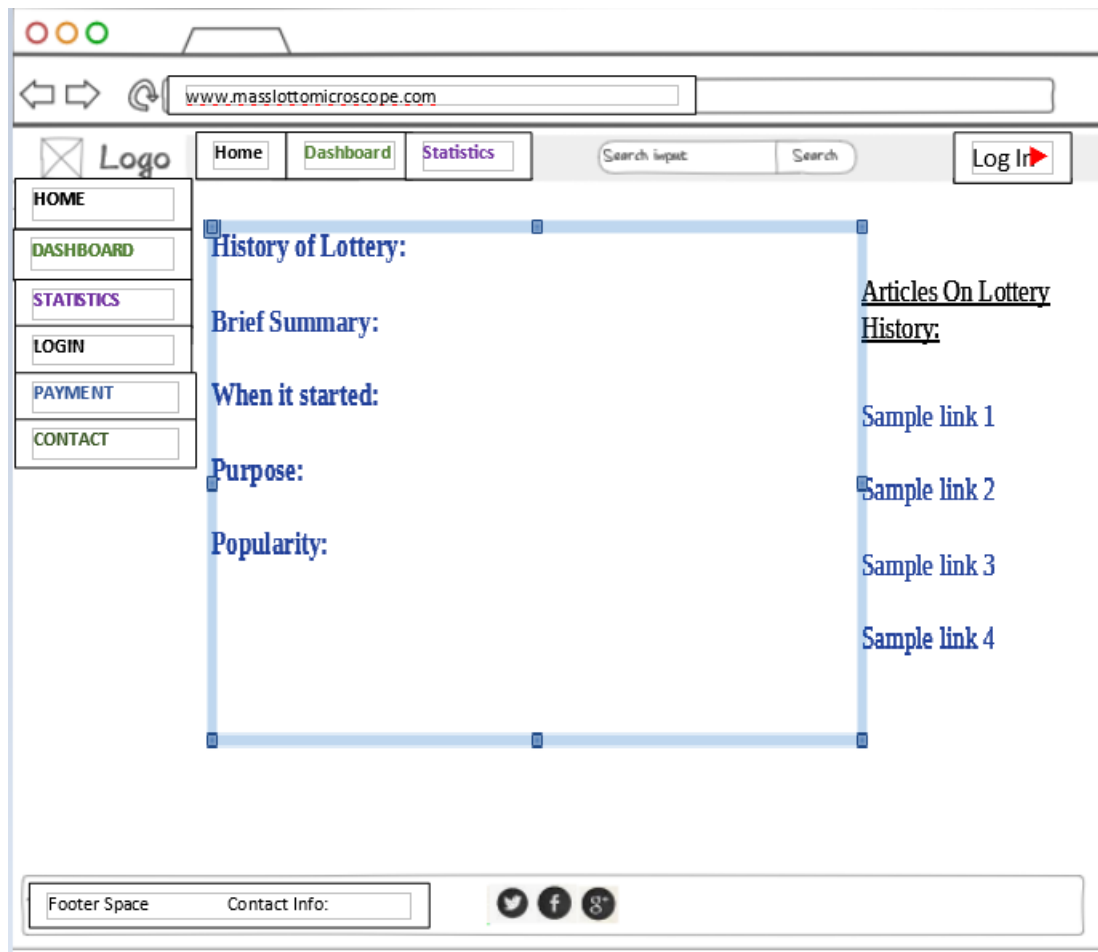 www.masslottomicroscope.com
Logo
Home
Dashboard
Statistics
Search input
Search
Log In
HOME
DASHBOARD
STATISTICS
LOGIN
PAYMENT
CONTACT
History of Lottery:
Brief Summary:
When it started:
Purpose:
Popularity:
Articles On Lottery
History:
Sample link 1
Sample link 2
Sample link 3
Sample link 4
Footer Space Contact Info: